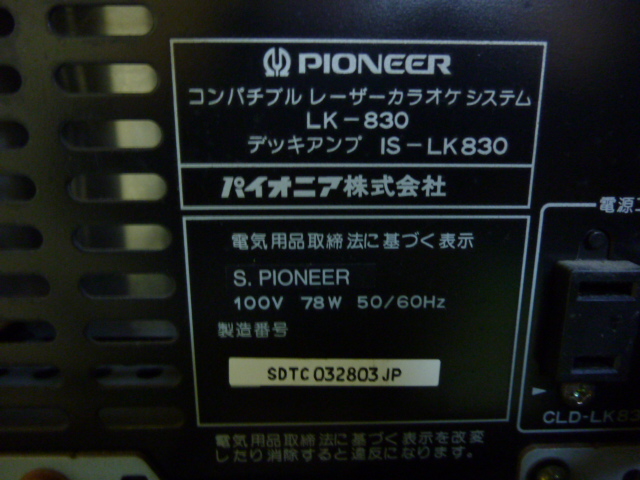 PIONEER
コンパチブル レーザーカラオケシステム
LK-830
デッキアンプ IS-LK830
パイオニア株式会社
電気用品取締法に基づく表示
S. PIONEER
100V 78W 50/60Hz
製造番号
SDTC032803JP
電気用品取締法に基づく表示を改変
したり消除すると違反になります。
電源コ
CLD-LK83